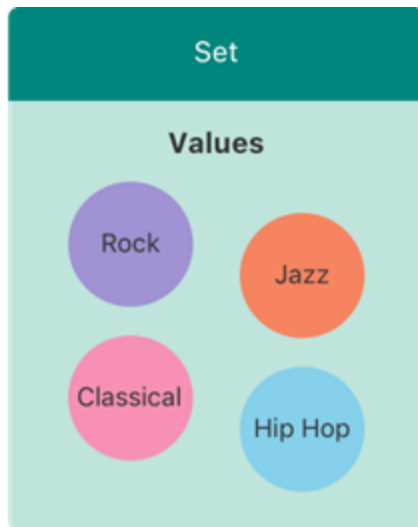 Set
Values
Rock
Jazz
Classical
Hip Hop